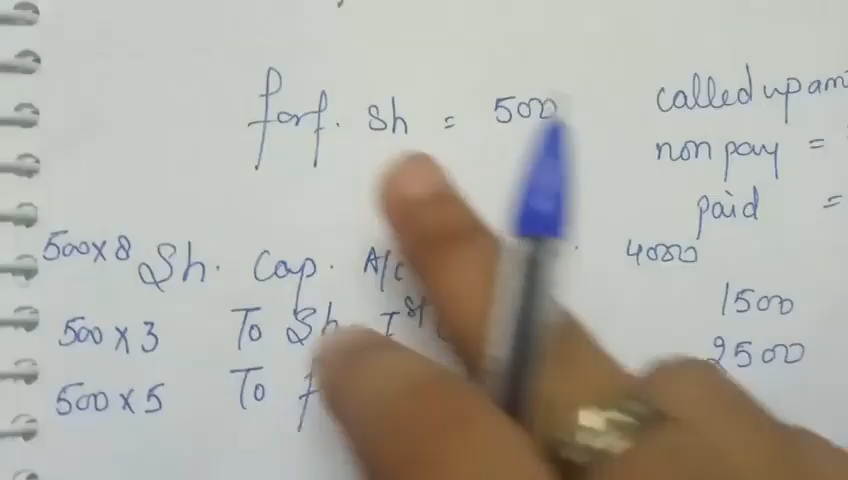 forf. Sh = 500
called up am
non pay =
paid =
500x8 Sh. Cap. A/c 4000
500 x 3 To Sh Ist 1500
500 x 5 To f 2500